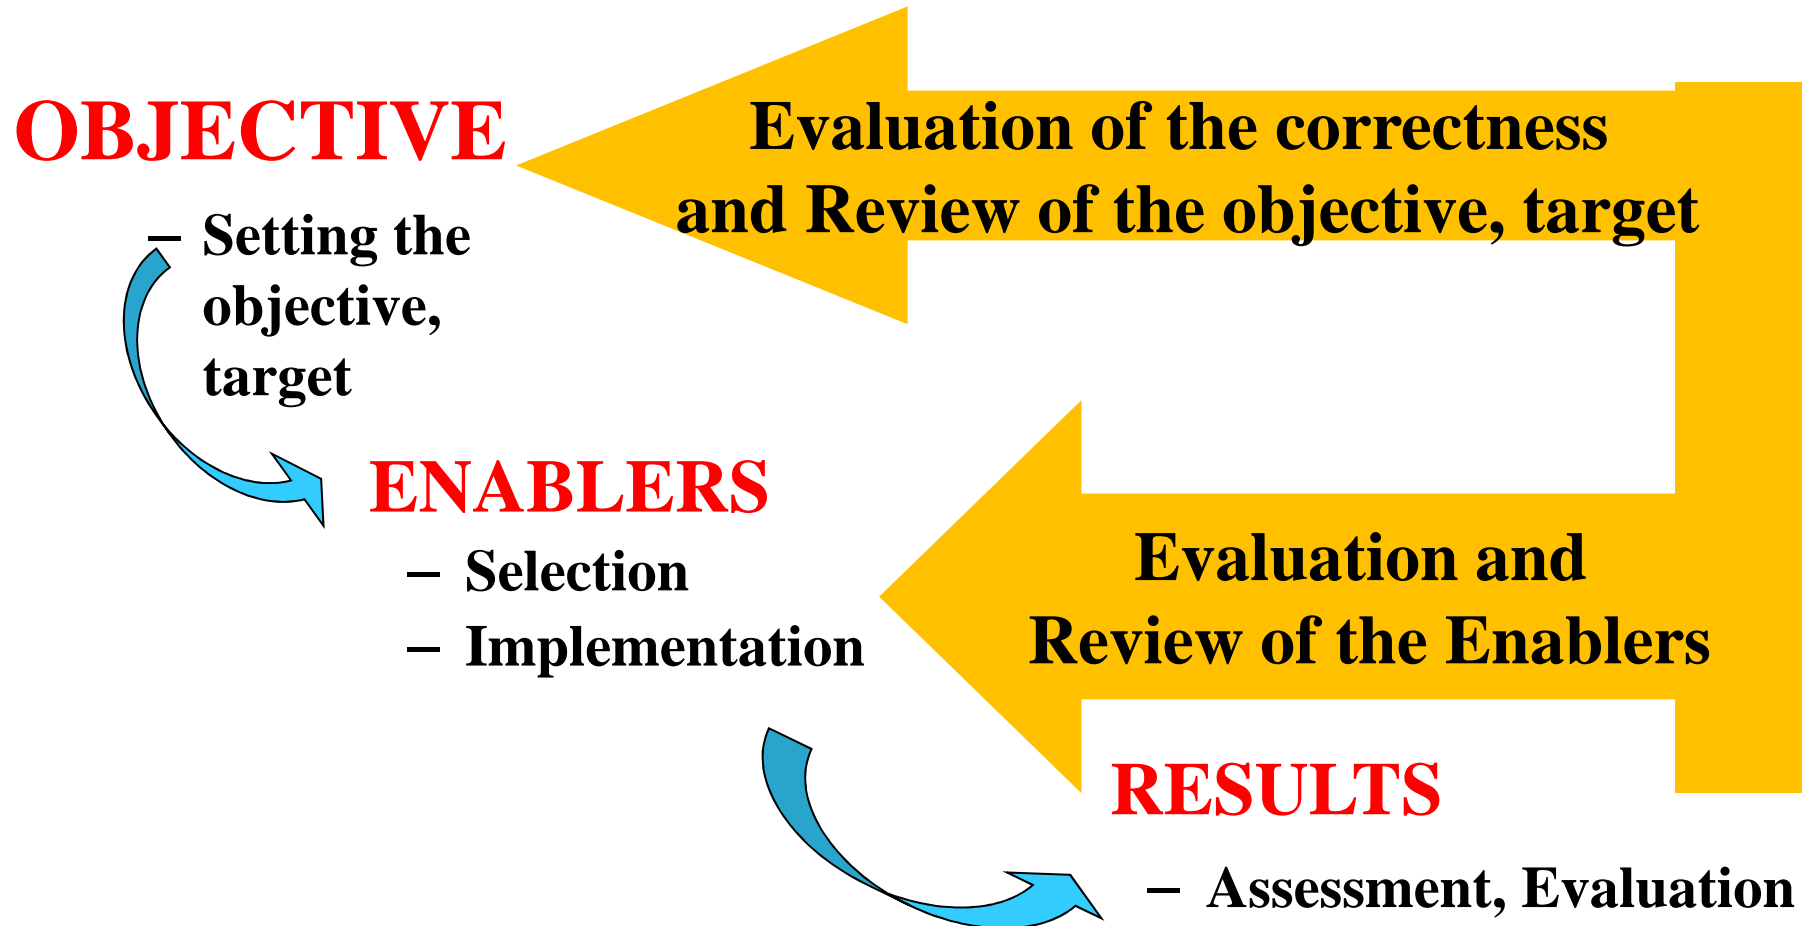 OBJECTIVE
– Setting the
objective,
target
Evaluation of the correctness
and Review of the objective, target
ENABLERS
– Selection
– Implementation
Evaluation and
Review of the Enablers
RESULTS
– Assessment, Evaluation